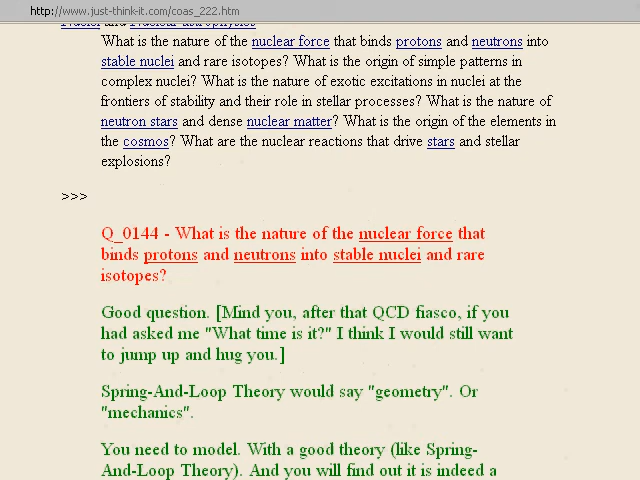 http://www.just-think-it.com/coas_222.htm
Nuclei and Nuclear astrophysics
What is the nature of the nuclear force that binds protons and neutrons into
stable nuclei and rare isotopes? What is the origin of simple patterns in
complex nuclei? What is the nature of exotic excitations in nuclei at the
frontiers of stability and their role in stellar processes? What is the nature of
neutron stars and dense nuclear matter? What is the origin of the elements in
the cosmos? What are the nuclear reactions that drive stars and stellar
explosions?
>>>
Q_0144 - What is the nature of the nuclear force that
binds protons and neutrons into stable nuclei and rare
isotopes?
Good question. [Mind you, after that QCD fiasco, if you
had asked me "What time is it?" I think I would still want
to jump up and hug you.]
Spring-And-Loop Theory would say "geometry". Or
"mechanics".
You need to model. With a good theory (like Spring-
And-Loop Theory). And you will find out it is indeed a